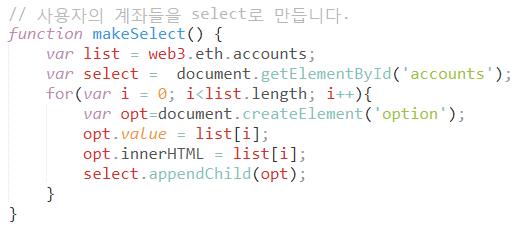 // 사용자의 계좌들을 select로 만듭니다.
function makeSelect() {
    var list = web3.eth.accounts;
    var select =  document.getElementById('accounts');
    for(var i = 0; i<list.length; i++){
        var opt=document.createElement('option');
        opt.value = list[i];
        opt.innerHTML = list[i];
        select.appendChild(opt);
    }
}